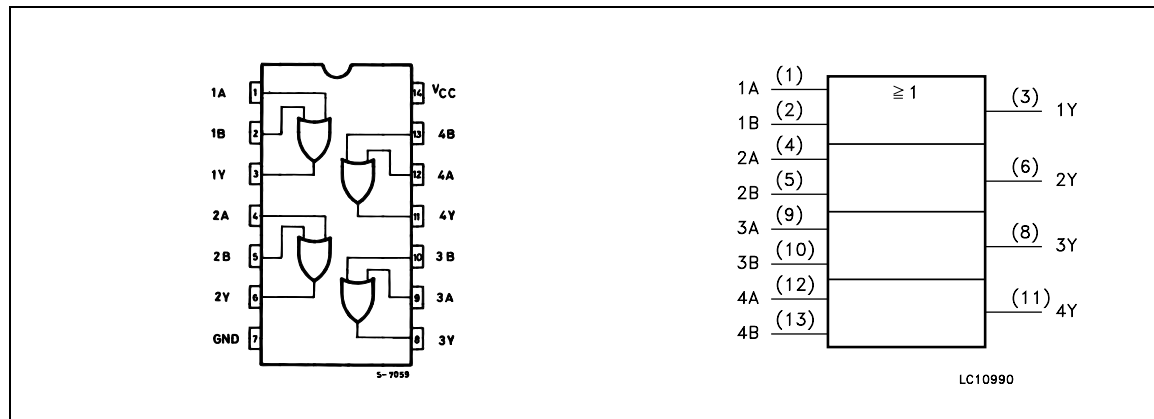 1A 1 14 VCC
1B 2 13 4B
1Y 3 12 4A
2A 4 11 4Y
2B 5 10 3B
2Y 6 9 3A
GND 7 8 3Y
S-7059
1A (1) ≧1 (3) 1Y
1B (2)
2A (4) (6) 2Y
2B (5)
3A (9) (8) 3Y
3B (10)
4A (12) (11) 4Y
4B (13)
LC10990